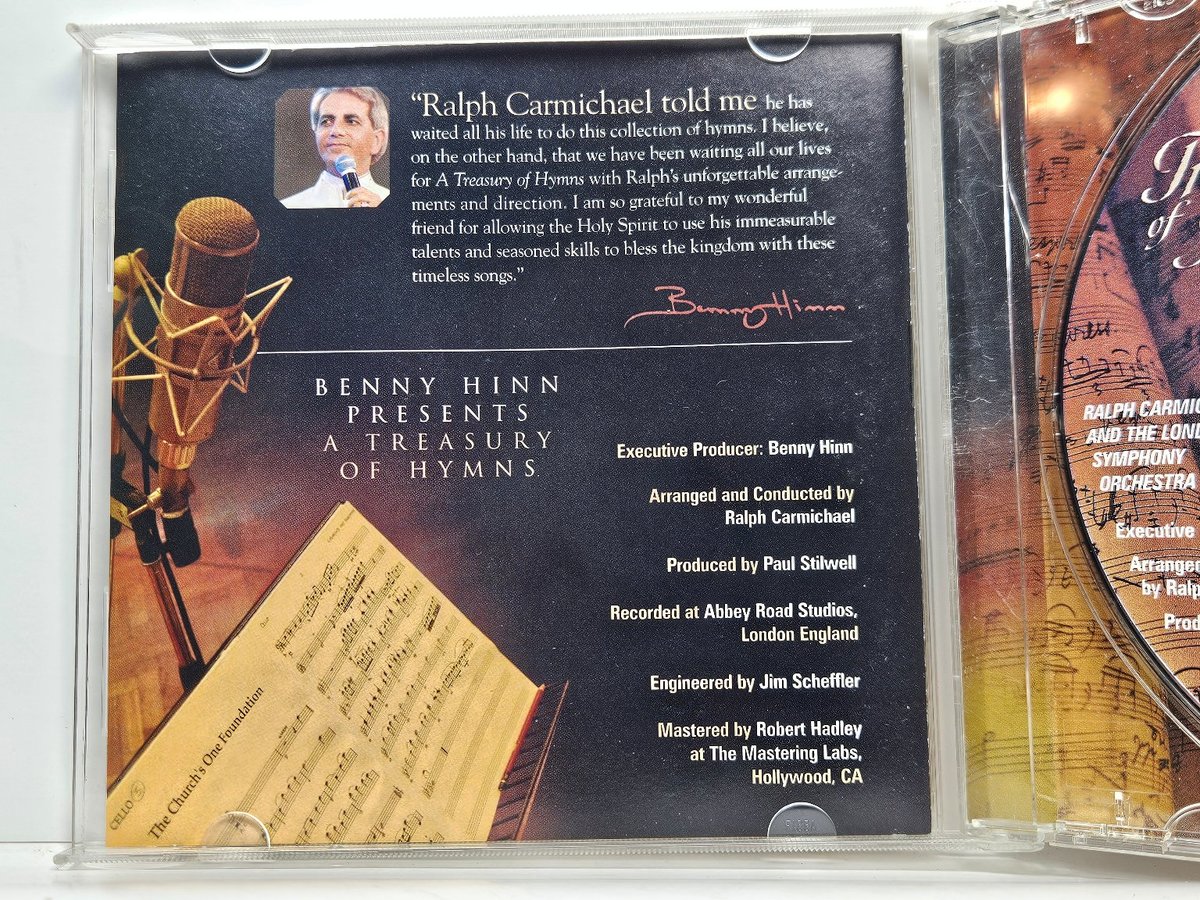 “Ralph Carmichael told me he has
waited all his life to do this collection of hymns. I believe,
on the other hand, that we have been waiting all our lives
for A Treasury of Hymns with Ralph's unforgettable arrange-
ments and direction. I am so grateful to my wonderful
friend for allowing the Holy Spirit to use his immeasurable
talents and seasoned skills to bless the kingdom with these
timeless songs.”
Benny Hinn
BENNY HINN
PRESENTS
A TREASURY
OF HYMNS
Executive Producer: Benny Hinn
Arranged and Conducted by
Ralph Carmichael
Produced by Paul Stilwell
Recorded at Abbey Road Studios,
London England
Engineered by Jim Scheffler
Mastered by Robert Hadley
at The Mastering Labs,
Hollywood, CA
The Church's One Foundation
CELLO 5
of
RALPH
AND THE
SYMPHONY
ORCHESTRA
Executive
by